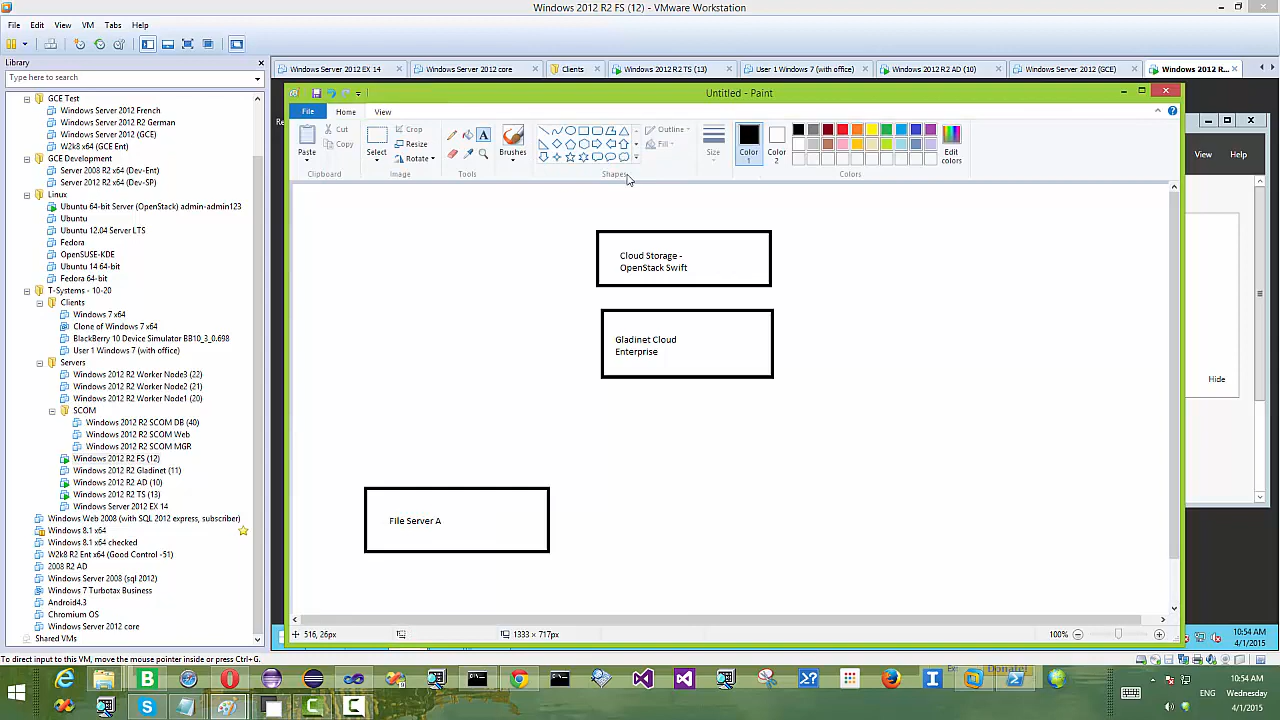 Windows 2012 R2 FS (12) - VMware Workstation
File Edit View VM Tabs Help
Library
Type here to search
GCE Test
Windows Server 2012 French
Windows 2012 R2 German
Windows Server 2012 (GCE)
W2k8 x64 (GCE Ent)
GCE Development
Server 2008 R2 x64 (Dev-Ent)
Server 2012 R2 x64 (Dev-SP)
Linux
Ubuntu 64-bit Server (OpenStack) admin-admin123
Ubuntu
Ubuntu 12.04 Server LTS
Fedora
OpenSUSE-KDE
Ubuntu 14 64-bit
Fedora 64-bit
T-Systems - 10-20
Clients
Windows 7 x64
Clone of Windows 7 x64
BlackBerry 10 Device Simulator BB10_3_0.698
User 1 Windows 7 (with office)
Servers
Windows 2012 R2 Worker Node3 (22)
Windows 2012 R2 Worker Node2 (21)
Windows 2012 R2 Worker Node1 (20)
SCOM
Windows 2012 R2 SCOM DB (40)
Windows 2012 R2 SCOM Web
Windows 2012 R2 SCOM MGR
Windows 2012 R2 FS (12)
Windows 2012 R2 Gladinet (11)
Windows 2012 R2 AD (10)
Windows 2012 R2 TS (13)
Windows Server 2012 EX 14
Windows Web 2008 (with SQL 2012 express, subscriber)
Windows 8.1 x64
Windows 8.1 x64 checked
W2k8 R2 Ent x64 (Good Control -51)
2008 R2 AD
Windows Server 2008 (sql 2012)
Windows 7 Turbotax Business
Android4.3
Chromium OS
Windows Server 2012 core
Shared VMs
Windows Server 2012 EX 14 Windows Server 2012 core Clients Windows 2012 R2 TS (13) User 1 Windows 7 (with office) Windows 2012 R2 AD (10) Windows Server 2012 (GCE) Windows 2012 R...
Untitled - Paint
File Home View
Paste Cut Copy Select Crop Resize Rotate Brushes Outline Fill Size Color 1 Color 2 Edit colors
Clipboard Image Tools Shapes Colors
View Help
Hide
Cloud Storage -
OpenStack Swift
Gladinet Cloud
Enterprise
File Server A
516, 26px 1333 × 717px 100%
10:54 AM
4/1/2015
To direct input to this VM, move the mouse pointer inside or press Ctrl+G.
Donate!
ENG
10:54 AM
Wednesday
4/1/2015